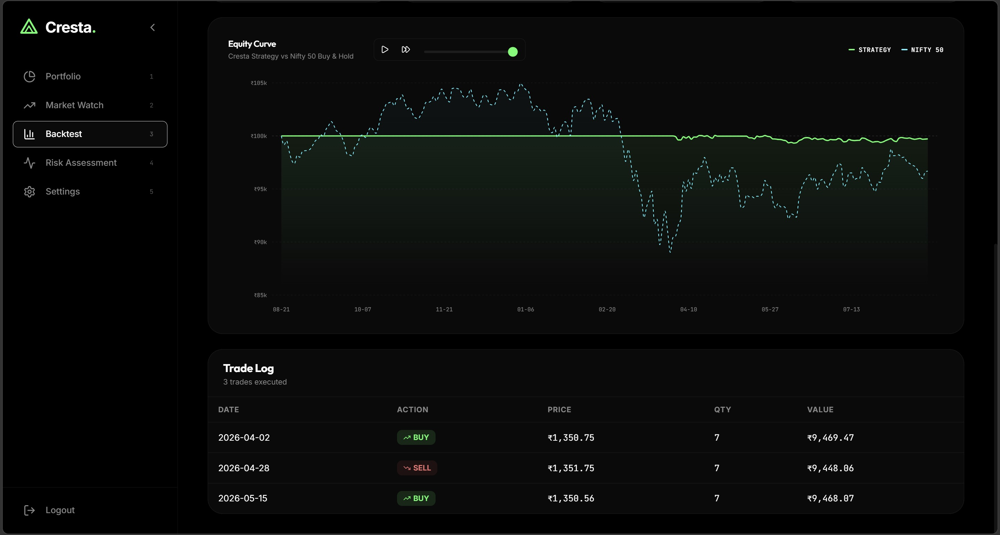 Cresta.
Portfolio 1
Market Watch 2
Backtest 3
Risk Assessment 4
Settings 5
Logout
Equity Curve
Cresta Strategy vs Nifty 50 Buy & Hold
STRATEGY NIFTY 50
₹105k
₹100k
₹95k
₹90k
₹85k
08-21 10-07 11-21 01-06 02-20 04-10 05-27 07-13
Trade Log
3 trades executed
DATE ACTION PRICE QTY VALUE
2026-04-02 BUY ₹1,350.75 7 ₹9,469.47
2026-04-28 SELL ₹1,351.75 7 ₹9,448.06
2026-05-15 BUY ₹1,350.56 7 ₹9,468.07